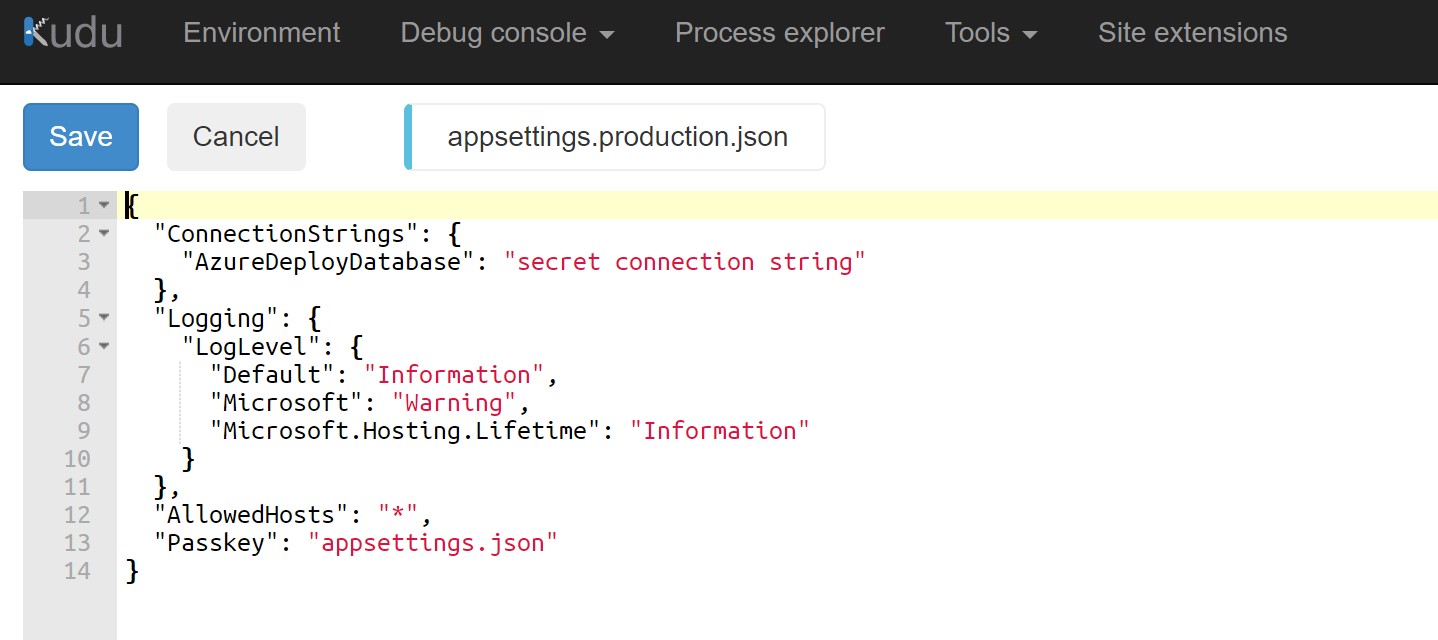 Kudu Environment Debug console Process explorer Tools Site extensions
Save Cancel appsettings.production.json
1 {
2 "ConnectionStrings": {
3 "AzureDeployDatabase": "secret connection string"
4 },
5 "Logging": {
6 "LogLevel": {
7 "Default": "Information",
8 "Microsoft": "Warning",
9 "Microsoft.Hosting.Lifetime": "Information"
10 }
11 },
12 "AllowedHosts": "*",
13 "Passkey": "appsettings.json"
14 }